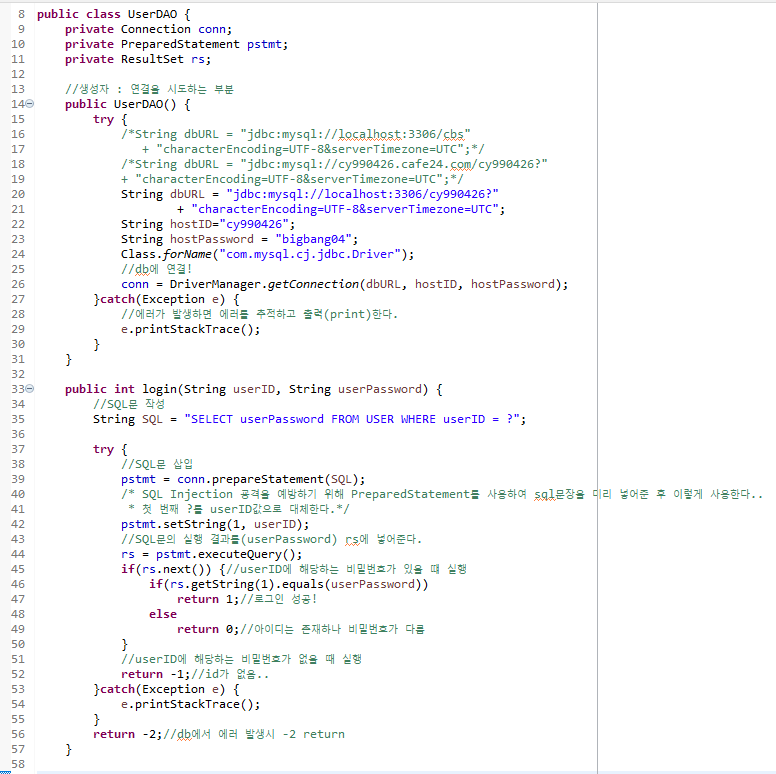 8 public class UserDAO {
9 private Connection conn;
10 private PreparedStatement pstmt;
11 private ResultSet rs;
12
13 //생성자 : 연결을 시도하는 부분
14 public UserDAO() {
15 try {
16 /*String dbURL = "jdbc:mysql://localhost:3306/cbs"
17 + "characterEncoding=UTF-8&serverTimezone=UTC";*/
18 /*String dbURL = "jdbc:mysql://cy990426.cafe24.com/cy990426?"
19 + "characterEncoding=UTF-8&serverTimezone=UTC";*/
20 String dbURL = "jdbc:mysql://localhost:3306/cy990426?"
21 + "characterEncoding=UTF-8&serverTimezone=UTC";
22 String hostID="cy990426";
23 String hostPassword = "bigbang04";
24 Class.forName("com.mysql.cj.jdbc.Driver");
25 //db에 연결!
26 conn = DriverManager.getConnection(dbURL, hostID, hostPassword);
27 }catch(Exception e) {
28 //에러가 발생하면 에러를 추적하고 출력(print)한다.
29 e.printStackTrace();
30 }
31 }
32
33 public int login(String userID, String userPassword) {
34 //SQL문 작성
35 String SQL = "SELECT userPassword FROM USER WHERE userID = ?";
36
37 try {
38 //SQL문 삽입
39 pstmt = conn.prepareStatement(SQL);
40 /* SQL Injection 공격을 예방하기 위해 PreparedStatement를 사용하여 sql문장을 미리 넣어준 후 이렇게 사용한다..
41 * 첫 번째 ?를 userID값으로 대체한다.*/
42 pstmt.setString(1, userID);
43 //SQL문의 실행 결과를(userPassword) rs에 넣어준다.
44 rs = pstmt.executeQuery();
45 if(rs.next()) {//userID에 해당하는 비밀번호가 있을 때 실행
46 if(rs.getString(1).equals(userPassword))
47 return 1;//로그인 성공!
48 else
49 return 0;//아이디는 존재하나 비밀번호가 다름
50 }
51 //userID에 해당하는 비밀번호가 없을 때 실행
52 return -1;//id가 없음..
53 }catch(Exception e) {
54 e.printStackTrace();
55 }
56 return -2;//db에서 에러 발생시 -2 return
57 }
58